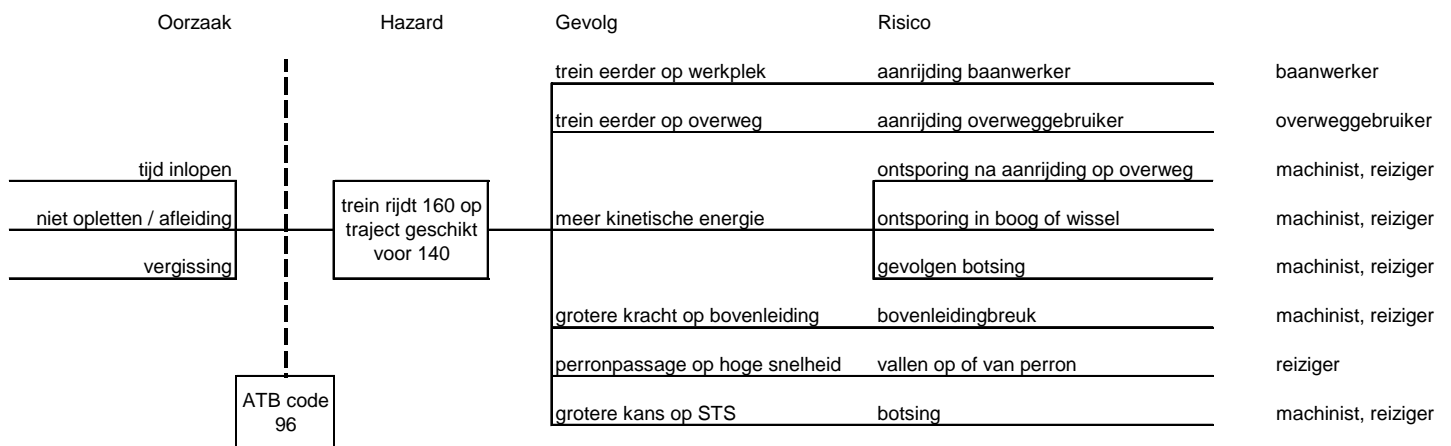 Oorzaak Hazard Gevolg Risico
trein eerder op werkplek aanrijding baanwerker baanwerker
trein eerder op overweg aanrijding overweggebruiker overweggebruiker
tijd inlopen ontsporing na aanrijding op overweg machinist, reiziger
niet opletten / afleiding trein rijdt 160 op meer kinetische energie ontsporing in boog of wissel machinist, reiziger
traject geschikt
voor 140
vergissing gevolgen botsing machinist, reiziger
grotere kracht op bovenleiding bovenleidingbreuk machinist, reiziger
perronpassage op hoge snelheid vallen op of van perron reiziger
ATB code
96
grotere kans op STS botsing machinist, reiziger